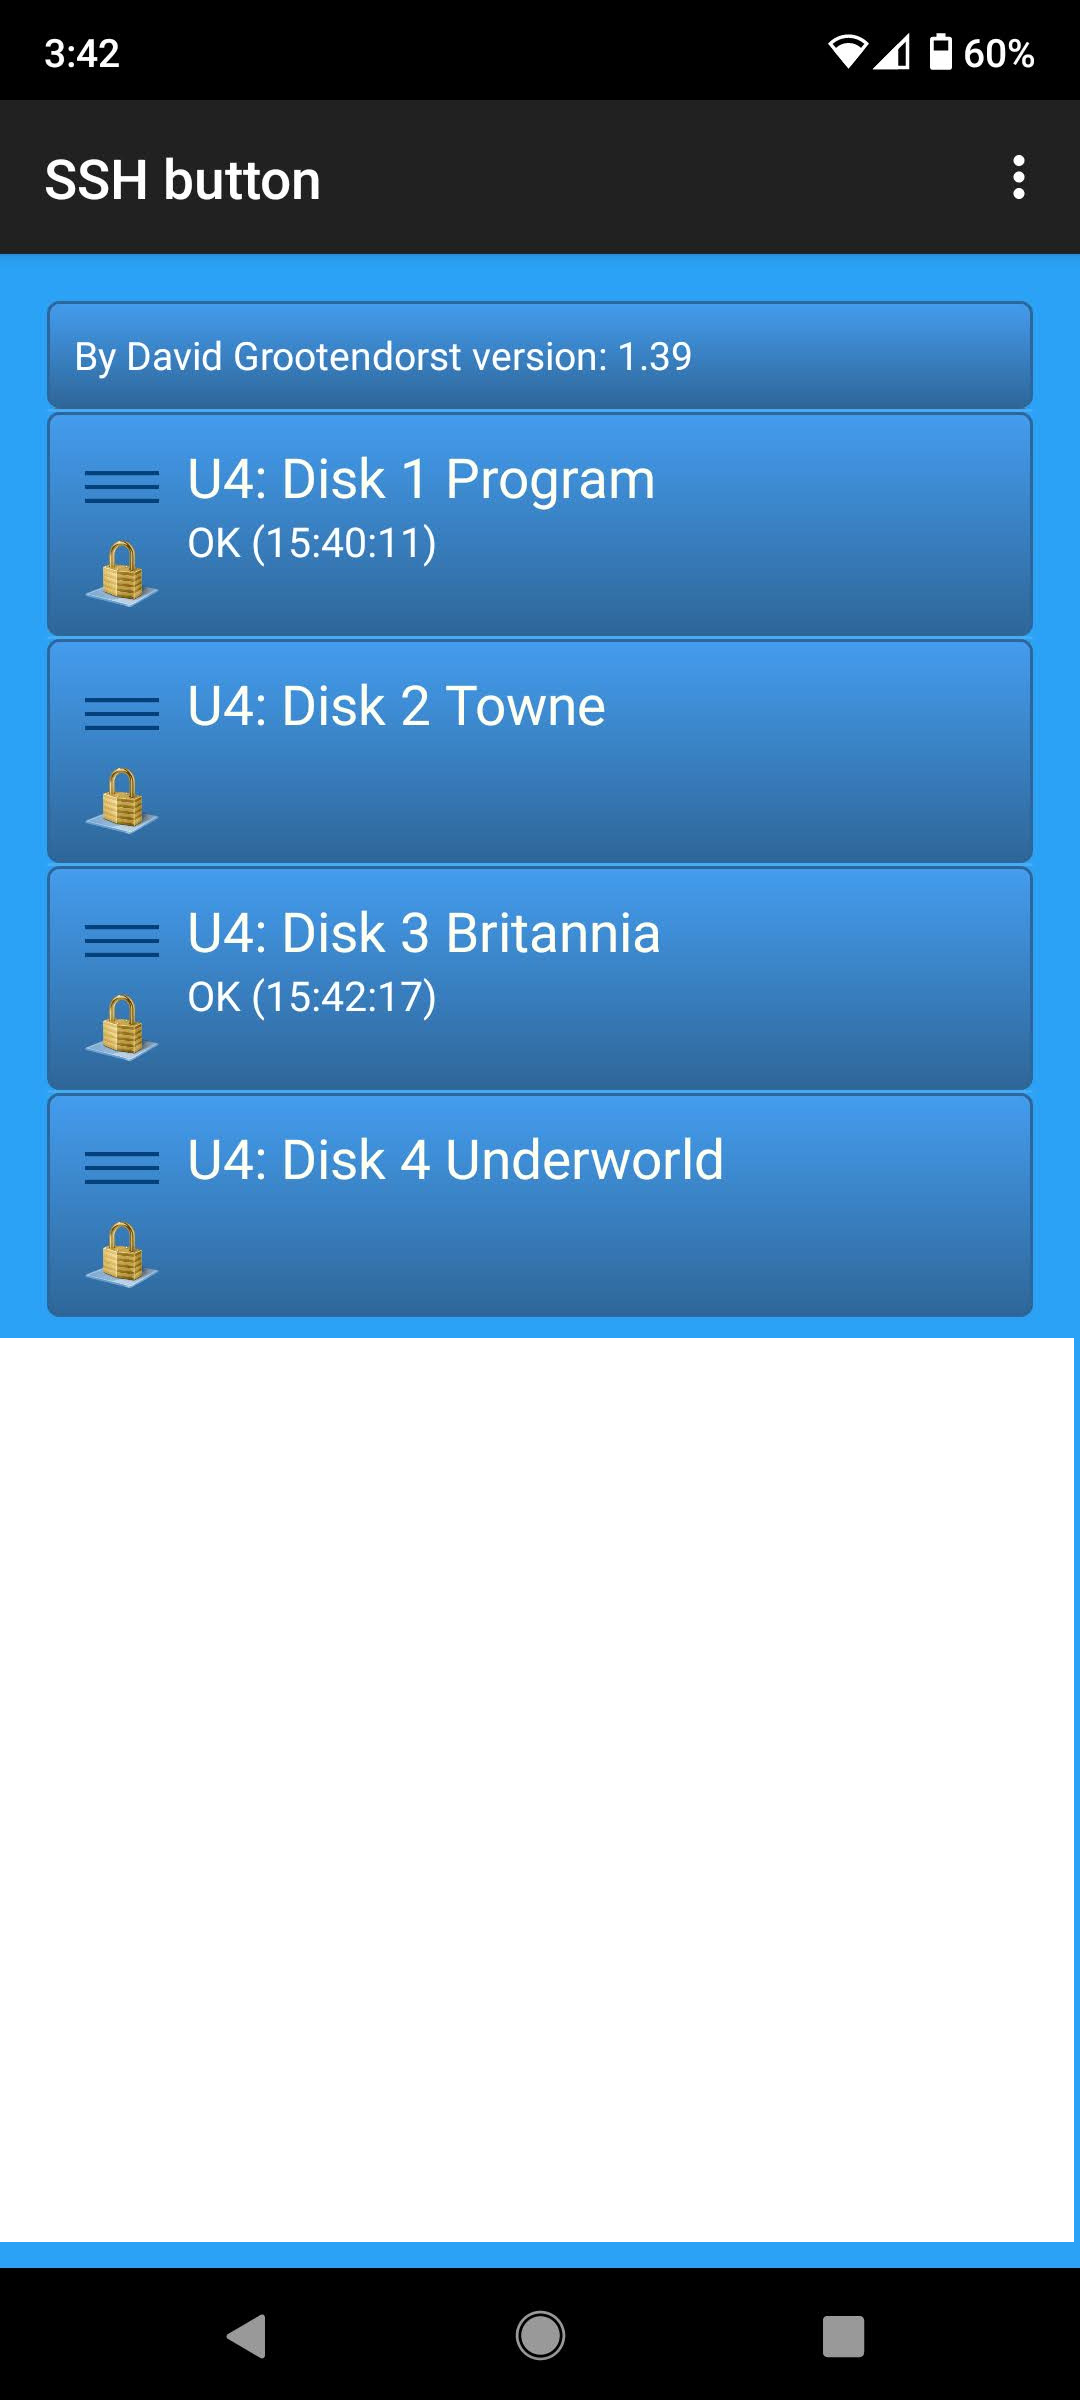 3:42
60%
SSH button
By David Grootendorst version: 1.39
U4: Disk 1 Program
OK (15:40:11)
U4: Disk 2 Towne
U4: Disk 3 Britannia
OK (15:42:17)
U4: Disk 4 Underworld